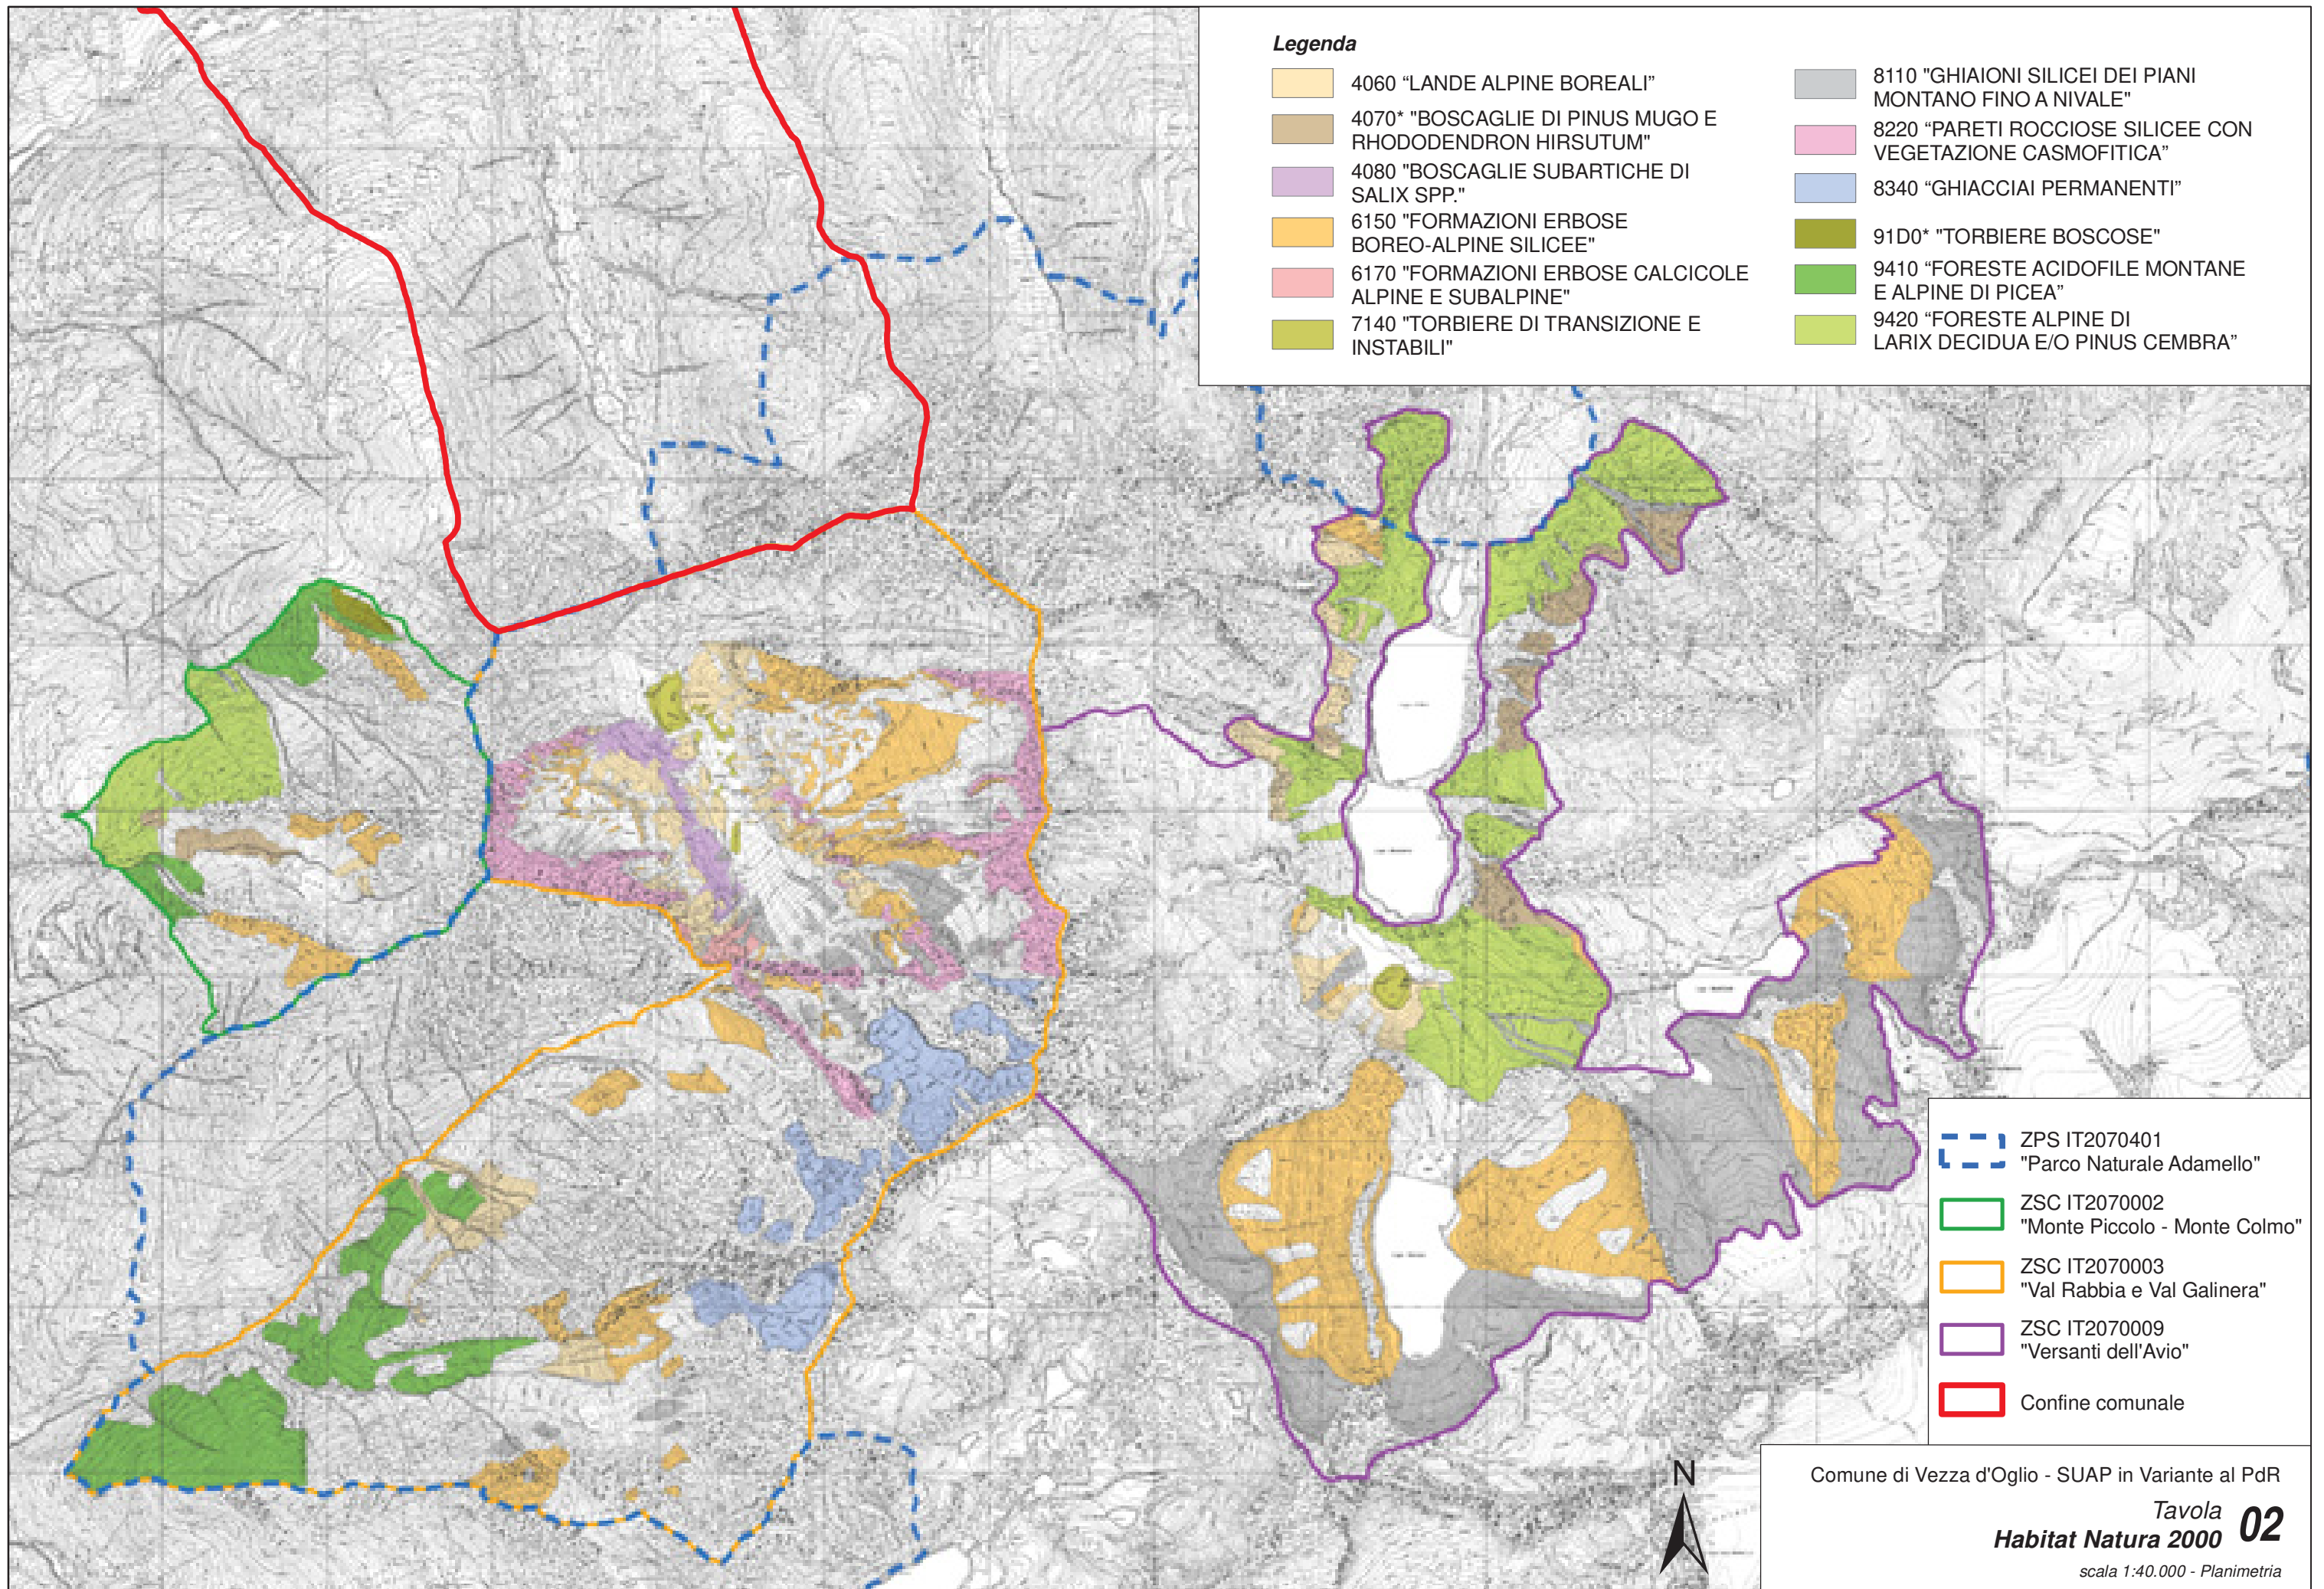 Legenda
4060 “LANDE ALPINE BOREALI”
4070* "BOSCAGLIE DI PINUS MUGO E
RHODODENDRON HIRSUTUM"
4080 "BOSCAGLIE SUBARTICHE DI
SALIX SPP."
6150 "FORMAZIONI ERBOSE
BOREO-ALPINE SILICEE"
6170 "FORMAZIONI ERBOSE CALCICOLE
ALPINE E SUBALPINE"
7140 "TORBIERE DI TRANSIZIONE E
INSTABILI"
8110 "GHIAIONI SILICEI DEI PIANI
MONTANO FINO A NIVALE"
8220 “PARETI ROCCIOSE SILICEE CON
VEGETAZIONE CASMOFITICA”
8340 “GHIACCIAI PERMANENTI”
91D0* "TORBIERE BOSCOSE"
9410 “FORESTE ACIDOFILE MONTANE
E ALPINE DI PICEA”
9420 “FORESTE ALPINE DI
LARIX DECIDUA E/O PINUS CEMBRA”
ZPS IT2070401
"Parco Naturale Adamello"
ZSC IT2070002
"Monte Piccolo - Monte Colmo"
ZSC IT2070003
"Val Rabbia e Val Galinera"
ZSC IT2070009
"Versanti dell'Avio"
Confine comunale
N
Comune di Vezza d'Oglio - SUAP in Variante al PdR
Tavola
Habitat Natura 2000 02
scala 1:40.000 - Planimetria